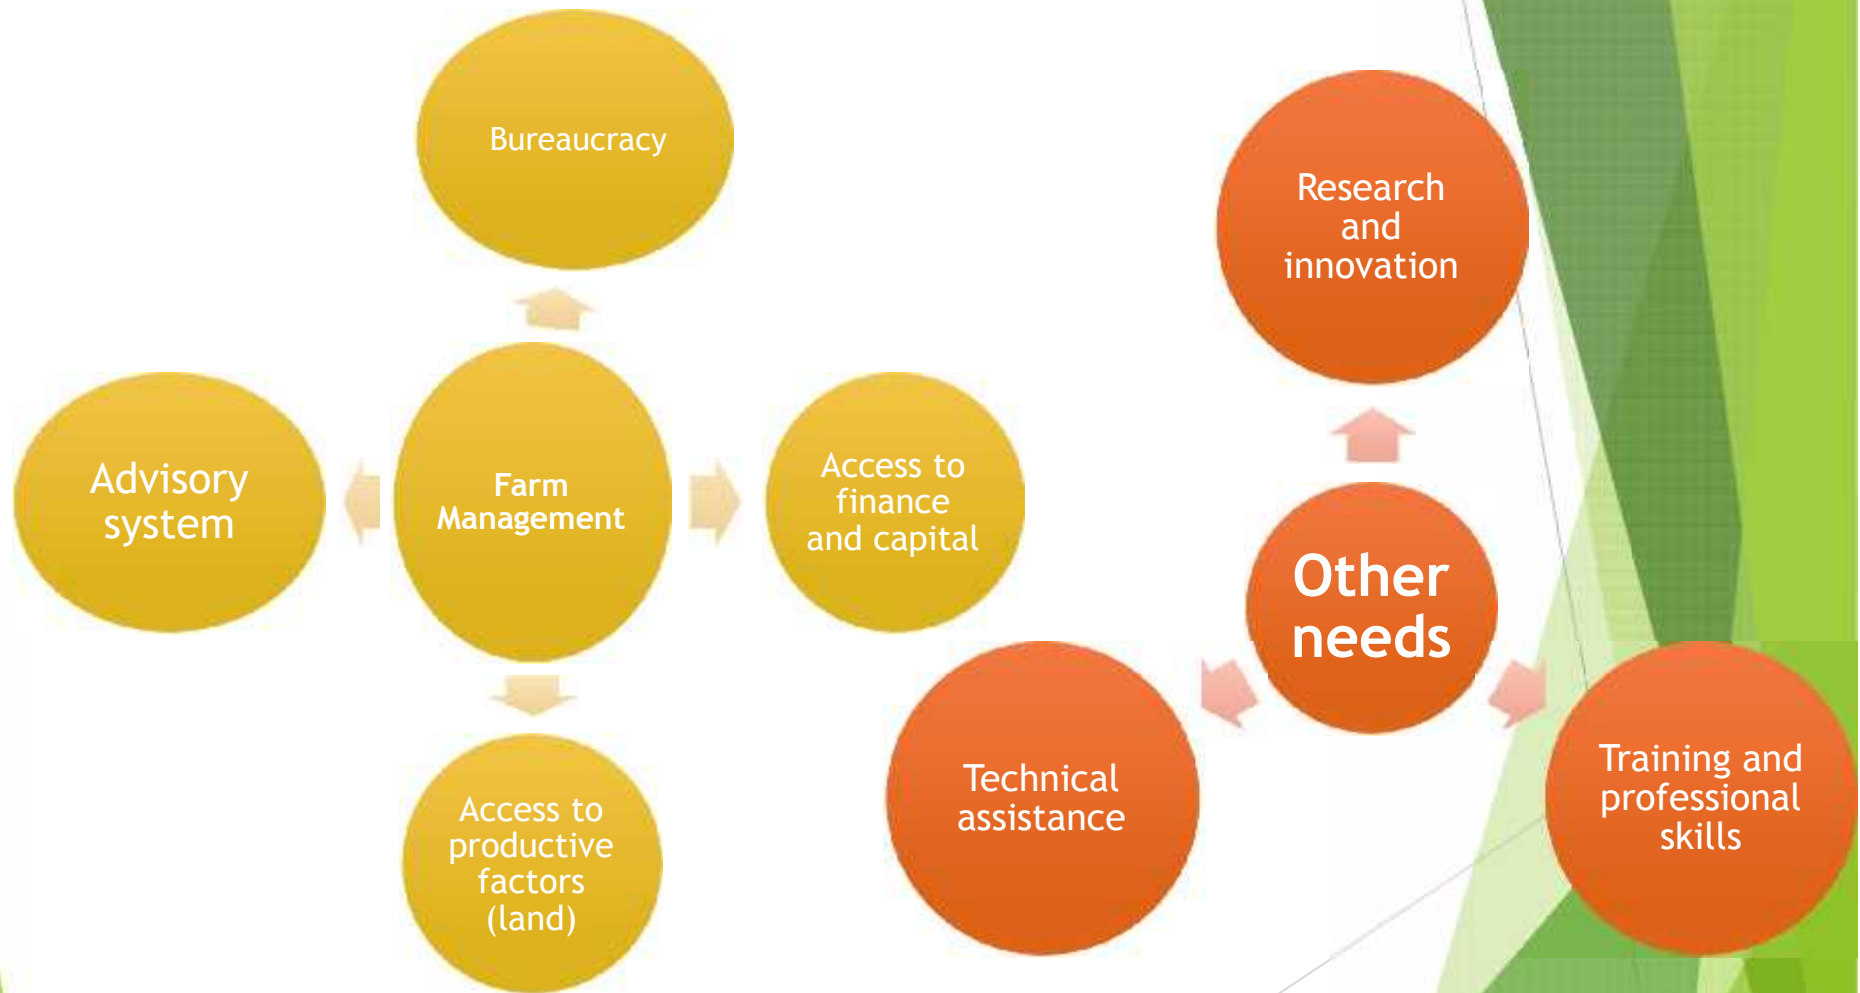 Bureaucracy
Advisory
system
Farm
Management
Access to
finance
and capital
Access to
productive
factors
(land)
Research
and
innovation
Other
needs
Technical
assistance
Training and
professional
skills